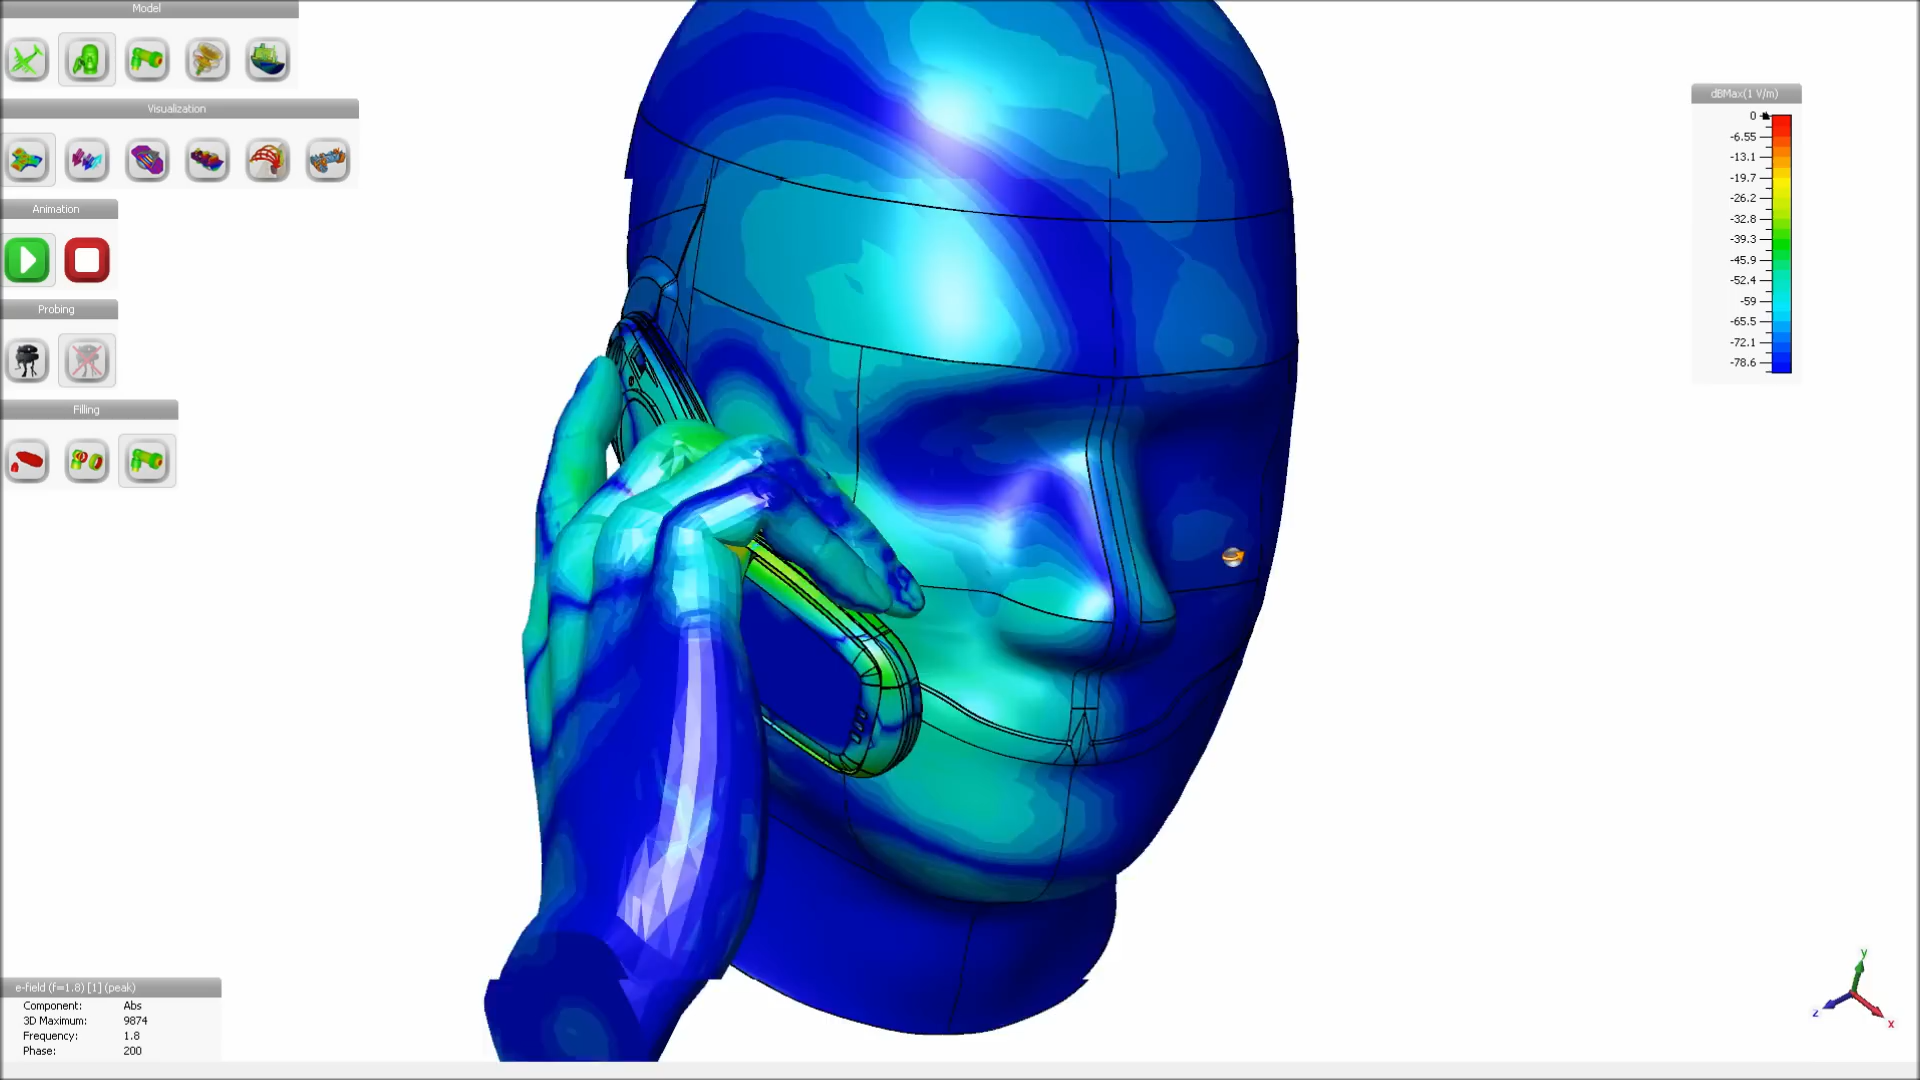 Model
Visualization
Animation
Probing
Filling
dBMax(1 V/m)
0
-6.55
-13.1
-19.7
-26.2
-32.8
-39.3
-45.9
-52.4
-59
-65.5
-72.1
-78.6
e-field (f=1.8) [1] (peak)
Component: Abs
3D Maximum: 9874
Frequency: 1.8
Phase: 200
y
z
x